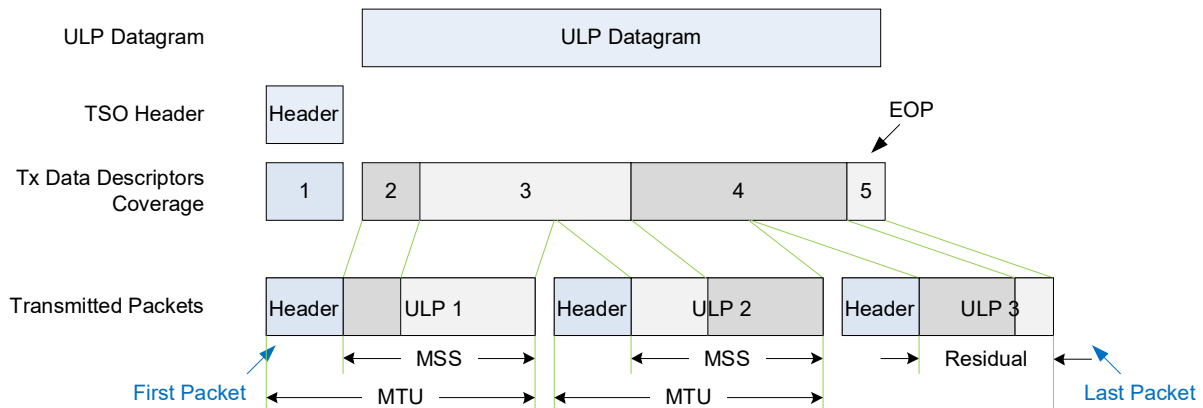 ULP Datagram
ULP Datagram
TSO Header
Header
EOP
Tx Data Descriptors
Coverage
1
2
3
4
5
Transmitted Packets
Header
ULP 1
Header
ULP 2
Header
ULP 3
MSS
MSS
Residual
First Packet
MTU
MTU
Last Packet